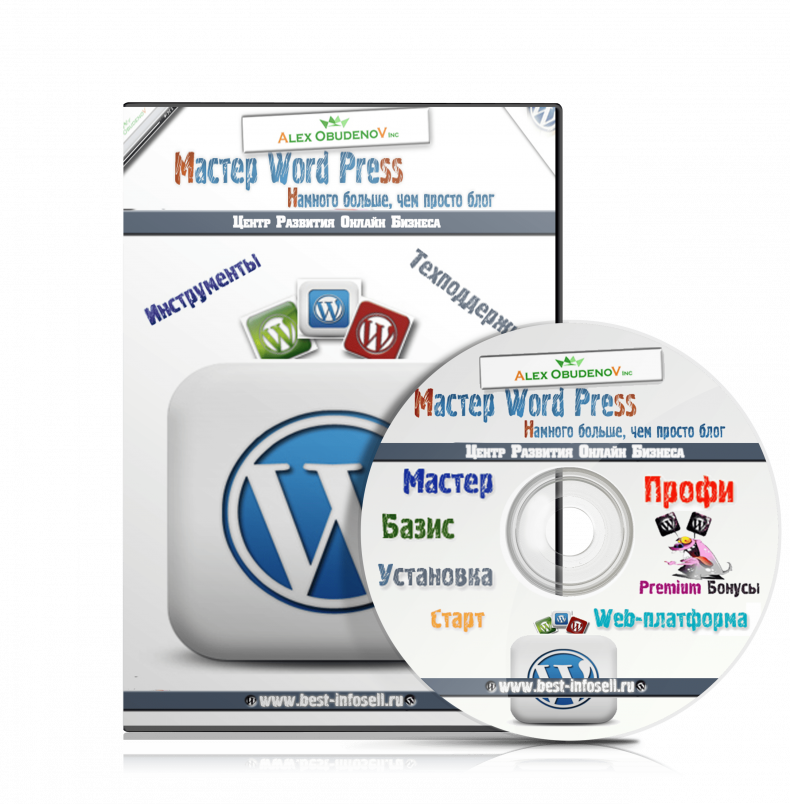 ALEX OBUDENOV INC
Мастер Word Press
Намного больше, чем просто блог
Центр Развития Онлайн Бизнеса
Инструменты
Техподдержк
www.best-infosell.ru
ALEX OBUDENOV INC
Мастер Word Press
Намного больше, чем просто блог
Центр Развития Онлайн Бизнеса
Мастер
Профи
Базис
Установка
Premium Бонусы
Старт
Web-платформа
www.best-infosell.ru